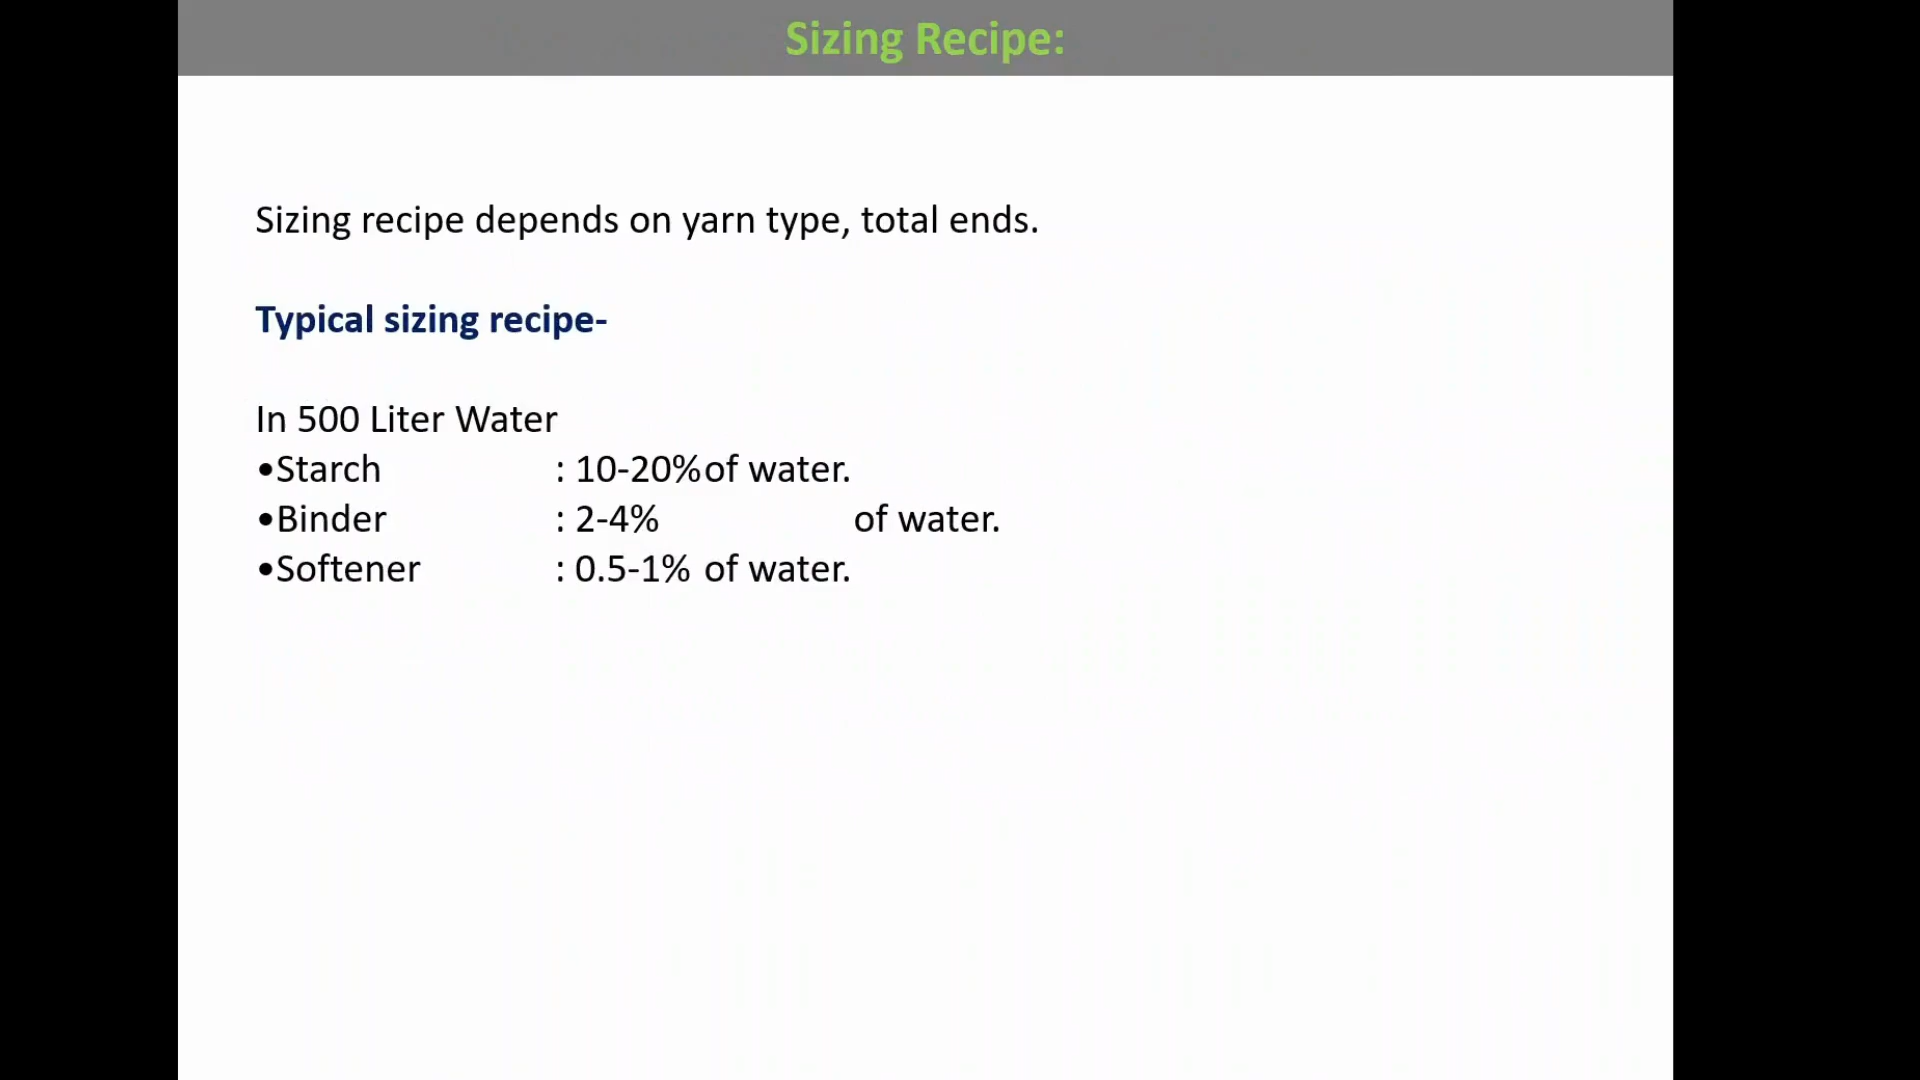 Sizing Recipe:
Sizing recipe depends on yarn type, total ends.
Typical sizing recipe-
In 500 Liter Water
•Starch : 10-20%of water.
•Binder : 2-4% of water.
•Softener : 0.5-1% of water.